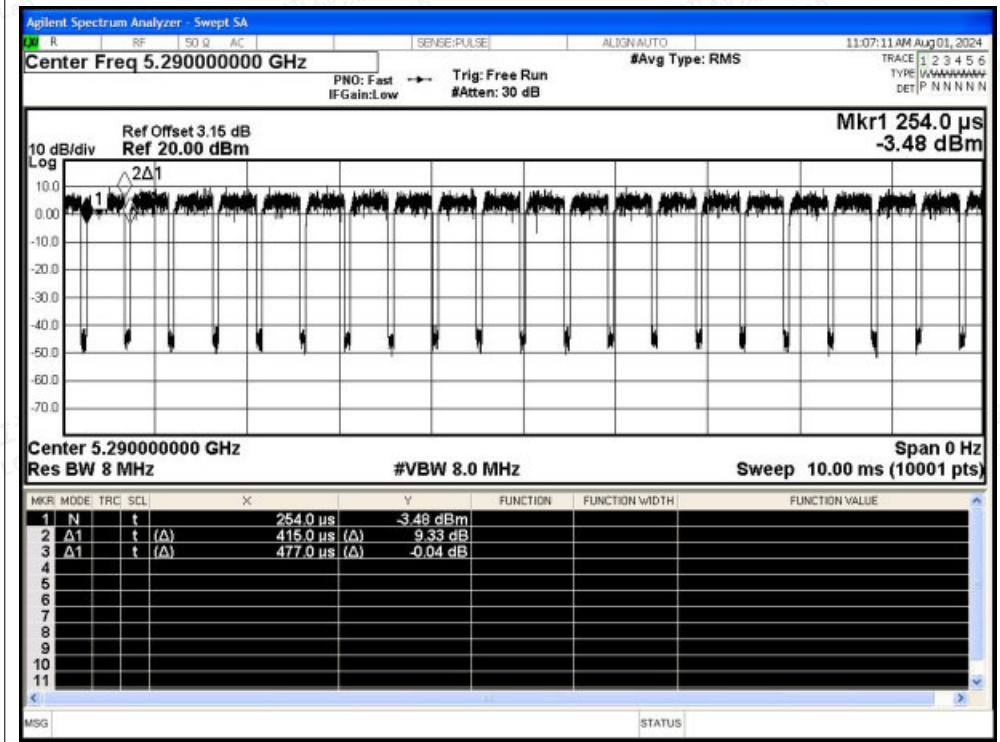 Agilent Spectrum Analyzer - Swept SA
R RF 50 Ω AC SENSE:PULSE ALIGN AUTO 11:07:11 AM Aug 01, 2024
Center Freq 5.290000000 GHz #Avg Type: RMS TRACE 1 2 3 4 5 6
PNO: Fast Trig: Free Run TYPE
IFGain:Low #Atten: 30 dB DET P N N N N N
Mkr1 254.0 µs
Ref Offset 3.15 dB
10 dB/div Ref 20.00 dBm -3.48 dBm
Log
2Δ1
10.0
1
0.00
-10.0
-20.0
-30.0
-40.0
-50.0
-60.0
-70.0
Center 5.290000000 GHz Span 0 Hz
Res BW 8 MHz #VBW 8.0 MHz Sweep 10.00 ms (10001 pts)
MKR MODE TRC SCL X Y FUNCTION FUNCTION WIDTH FUNCTION VALUE
1 N t 254.0 µs -3.48 dBm
2 Δ1 t (Δ) 415.0 µs (Δ) 9.33 dB
3 Δ1 t (Δ) 477.0 µs (Δ) -0.04 dB
4
5
6
7
8
9
10
11
MSG STATUS